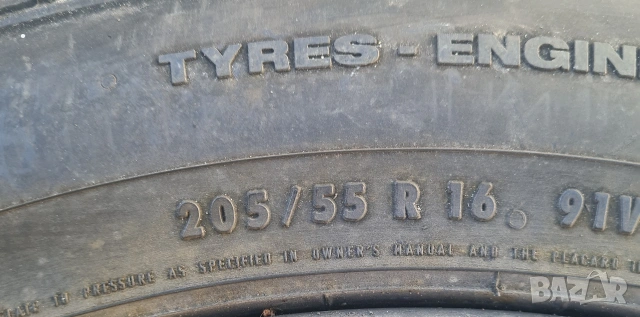 TYRES - ENGIN
205/55 R 16 91V
PRESSURE AS SPECIFIED IN OWNER'S MANUAL AND THE PLACARD
BAZAR